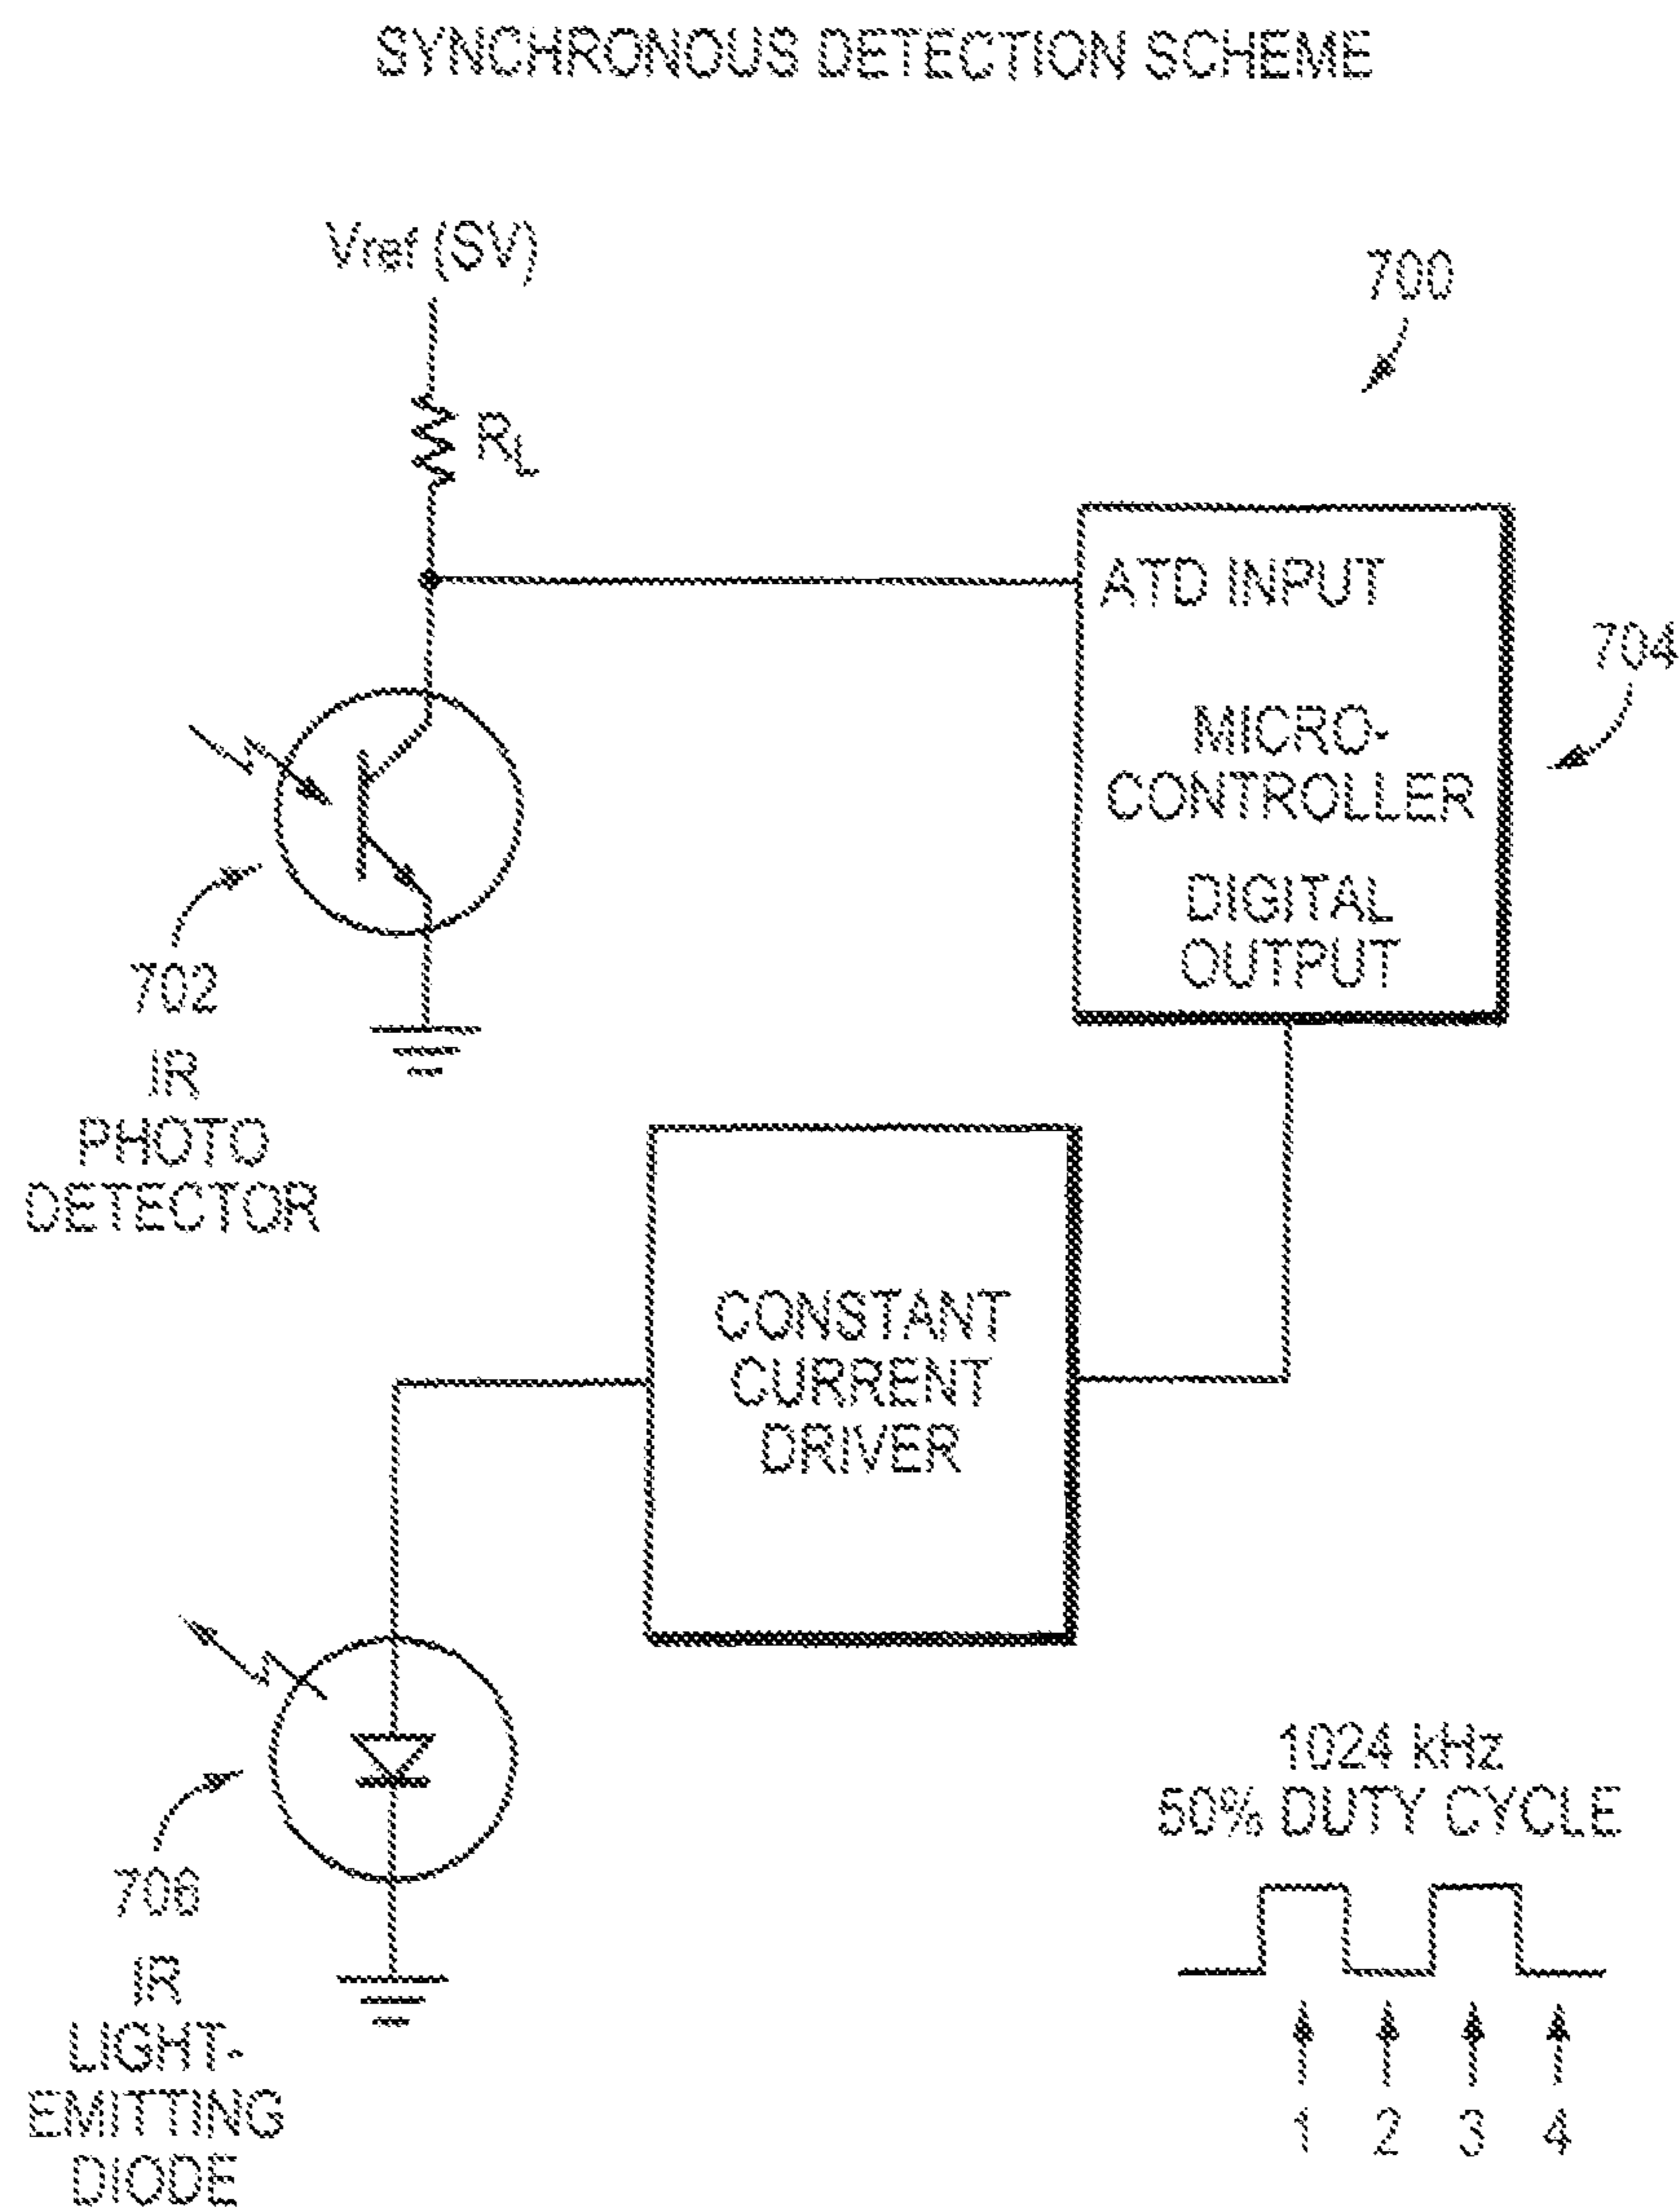 SYNCHRONOUS DETECTION SCHEME
Vref (5V)
700
RL
ATD INPUT
704
MICRO-
CONTROLLER
DIGITAL
OUTPUT
702
IR
PHOTO
DETECTOR
CONSTANT
CURRENT
DRIVER
1024 kHz
50% DUTY CYCLE
706
IR
LIGHT-
EMITTING
DIODE
1 2 3 4